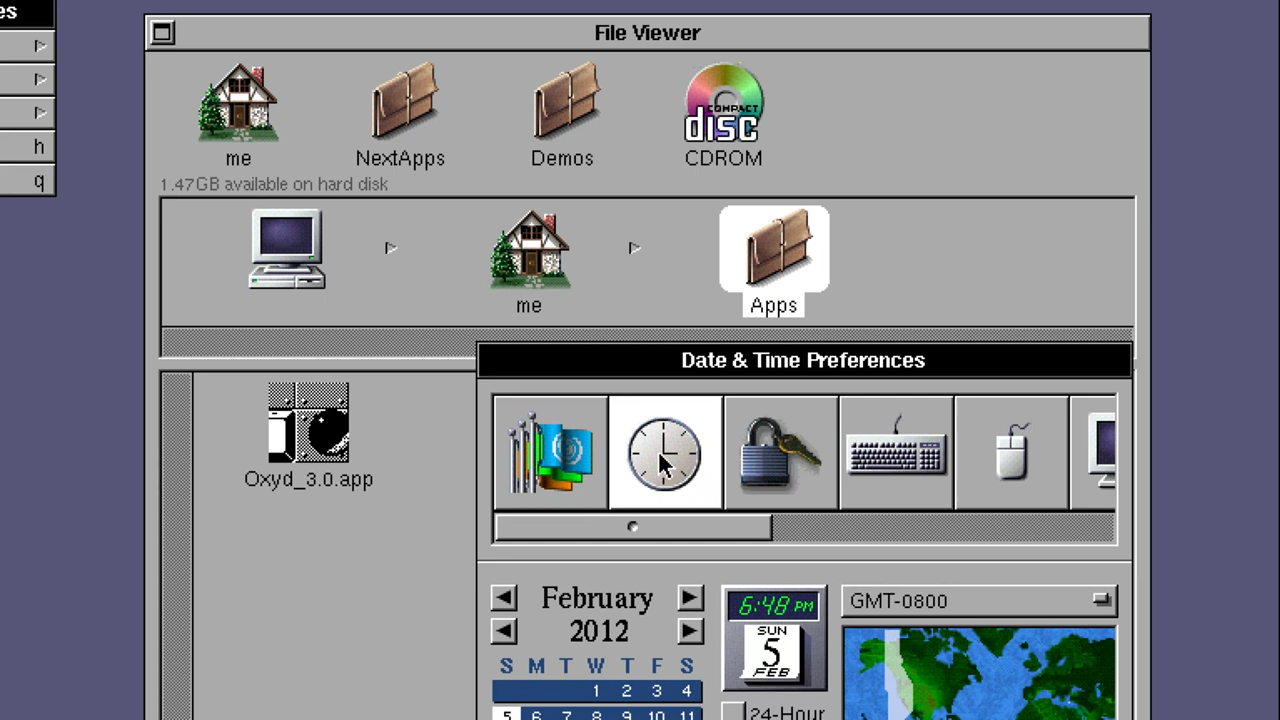 es
File Viewer
h
q
COMPACT
disc
me
NextApps
Demos
CDROM
1.47GB available on hard disk
me
Apps
Date & Time Preferences
Oxyd_3.0.app
February
2012
6:48 PM
SUN
5
FEB
GMT-0800
S M T W T F S
1 2 3 4
5 6 7 8 9 10 11
24-Hour